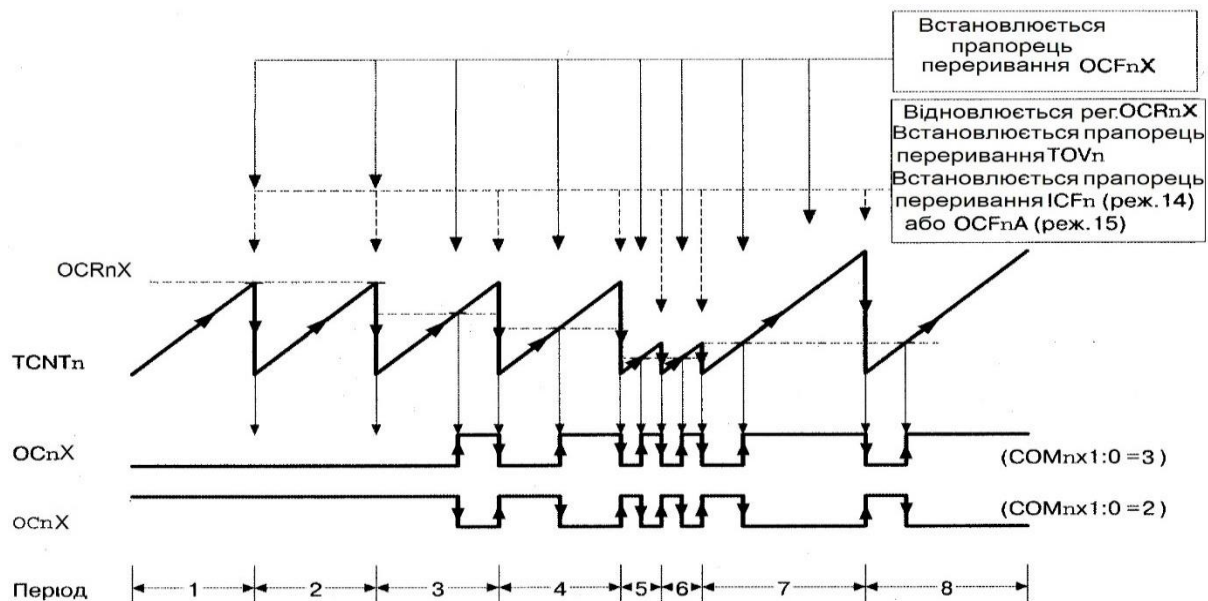 Встановлюється
прапорець
переривання OCFnX
Відновлюється рег.OCRnX
Встановлюється прапорець
переривання TOVn
Встановлюється прапорець
переривання ICFn (реж.14)
або OCFnA (реж.15)
OCRnX
TCNTn
OCnX
(COMnx1:0 =3)
OCnX
(COMnx1:0 =2)
Период 1 2 3 4 5 6 7 8